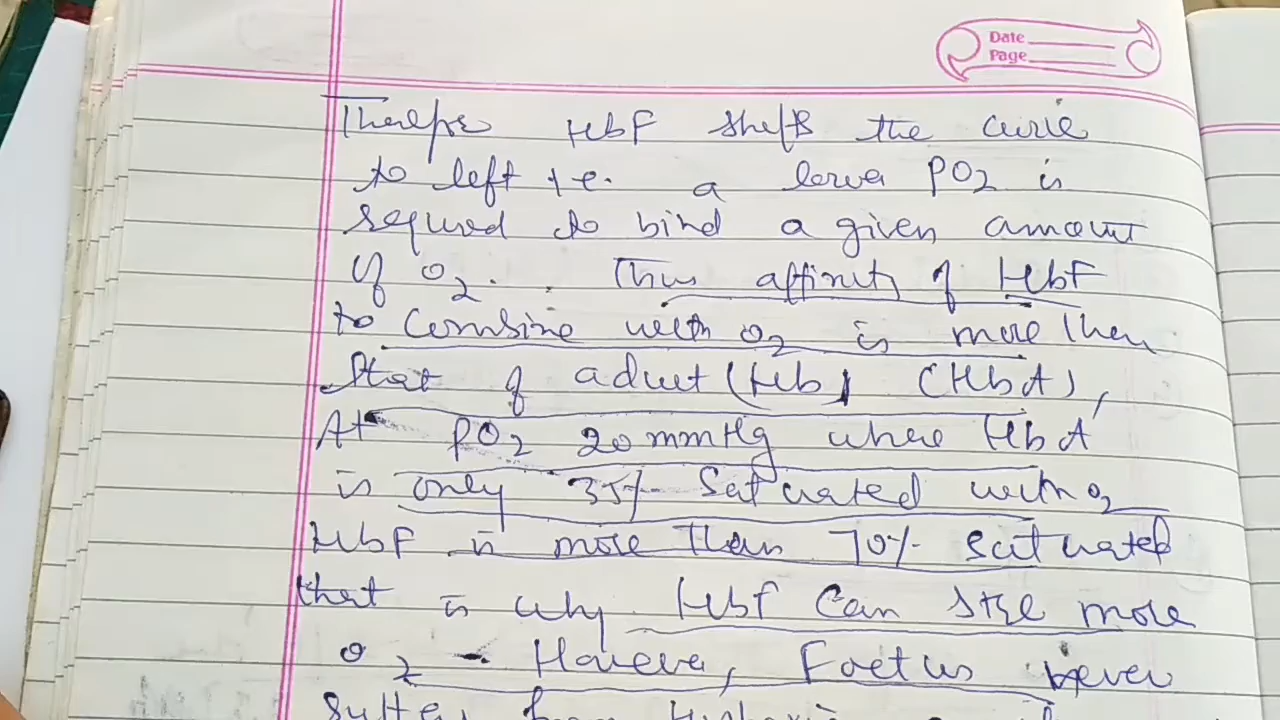 Date
Page
Therefore HbF shifts the curve
to left i.e. a lower PO2 is
required to bind a given amount
of O2. Thus affinity of HbF
to combine with O2 is more than
that of adult (Hb) (HbA),
At PO2 20 mmHg where HbA
is only 35% saturated with O2
HbF is more than 70% saturated
that is why HbF can store more
O2 - However, Foetus never
suffers from Hypoxia